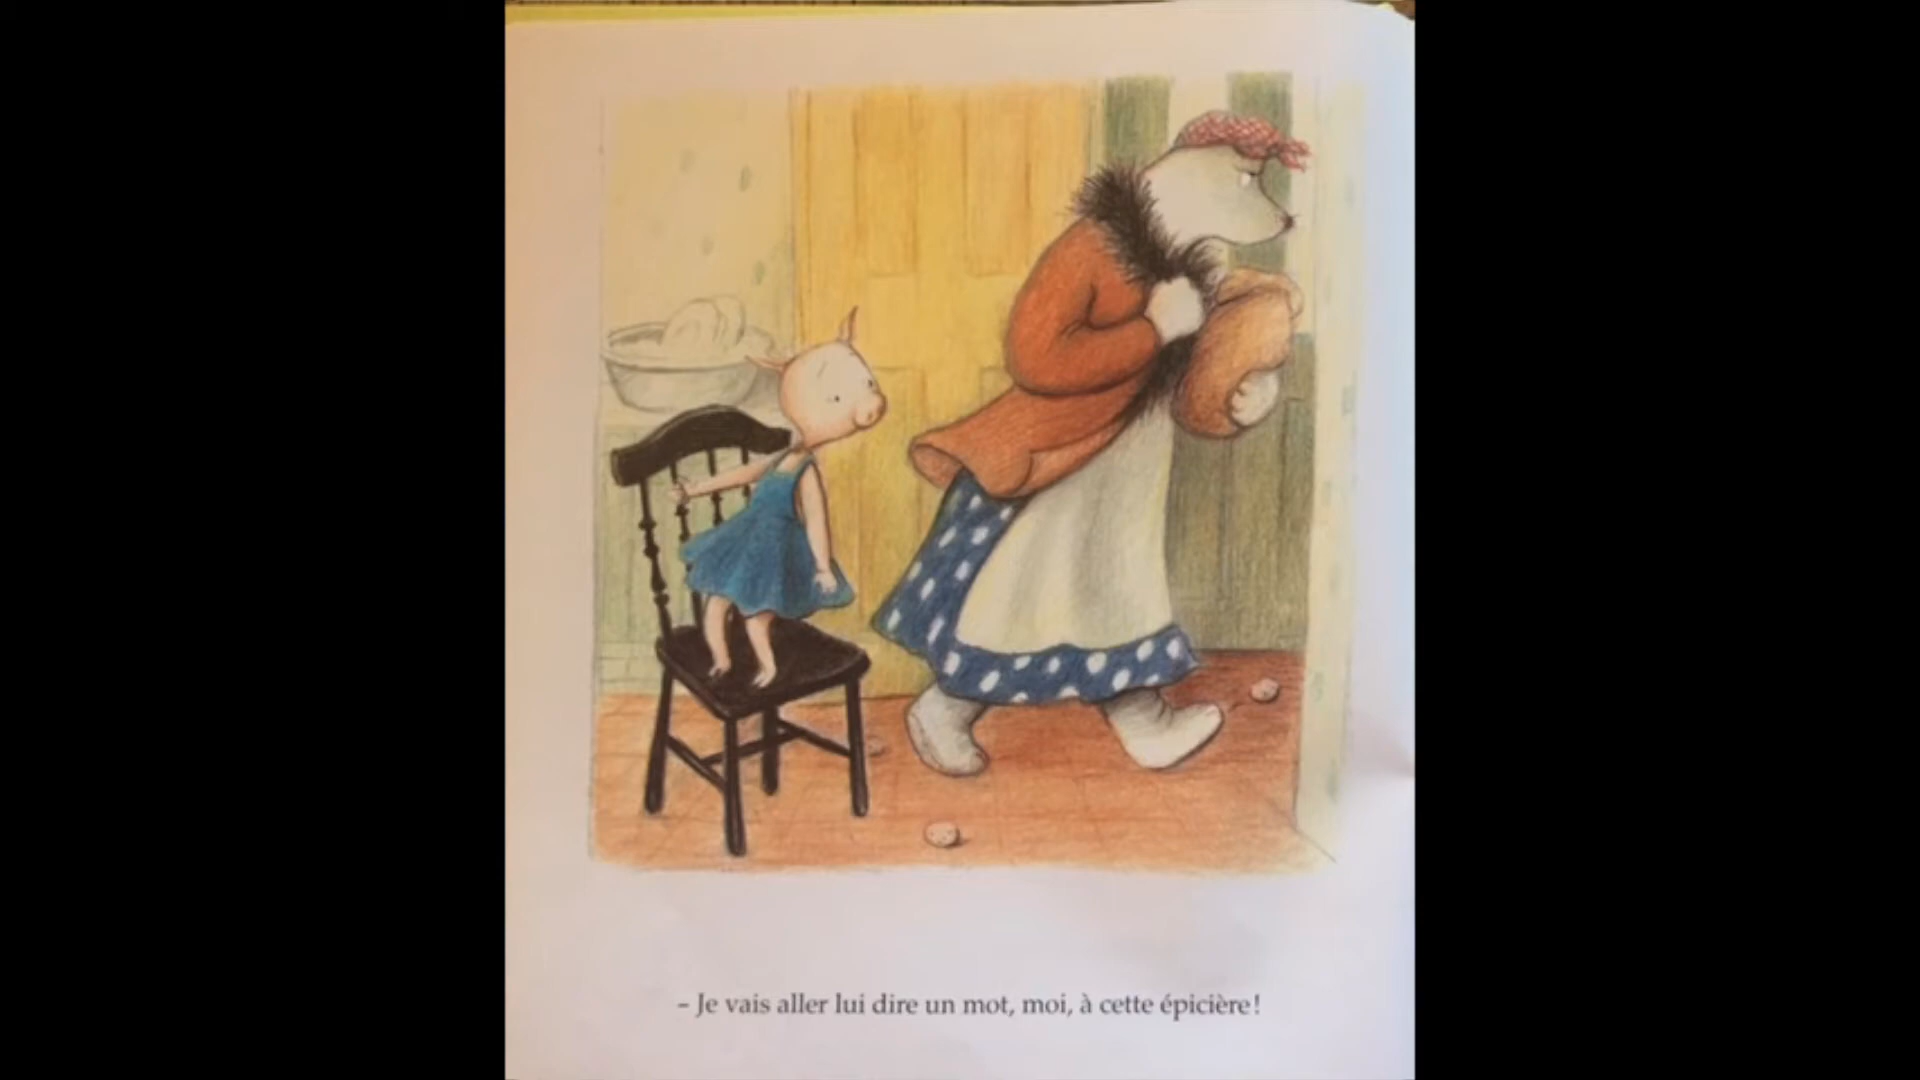 – Je vais aller lui dire un mot, moi, à cette épicière !